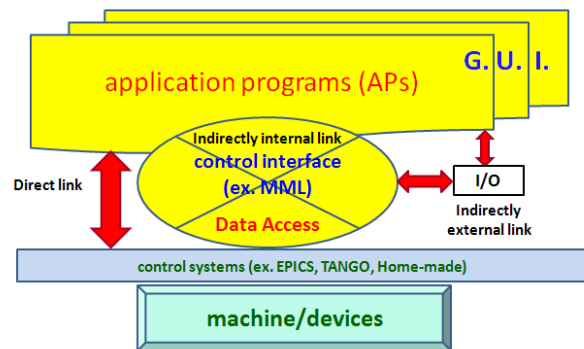 G. U. I.
application programs (APs)
Indirectly internal link
control interface
(ex. MML)
Data Access
Direct link
I/O
Indirectly
external link
control systems (ex. EPICS, TANGO, Home-made)
machine/devices